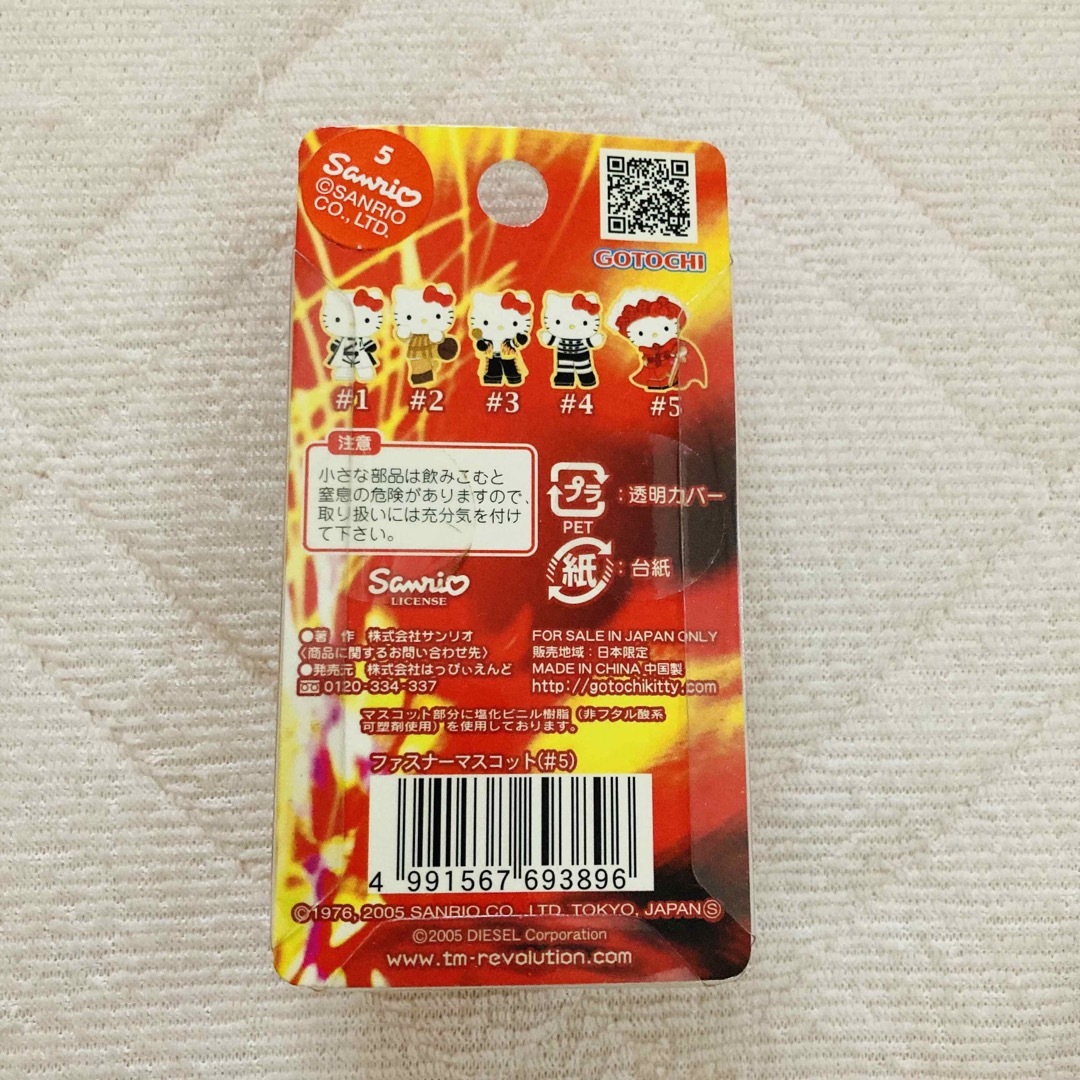 5
Sanrio
©SANRIO
CO., LTD.
GOTOCHI
#1 #2 #3 #4 #5
注意
小さな部品は飲みこむと
窒息の危険がありますので、
取り扱いには充分気を付け
て下さい。
プラ :透明カバー
PET
紙 :台紙
Sanrio
LICENSE
●著 作 株式会社サンリオ
〈商品に関するお問い合わせ先〉
●発売元 株式会社はっぴぃえんど
0120-334-337
FOR SALE IN JAPAN ONLY
販売地域:日本限定
MADE IN CHINA 中国製
http://gotochikitty.com
マスコット部分に塩化ビニル樹脂(非フタル酸系
可塑剤使用)を使用しております。
ファスナーマスコット(#5)
4 991567 693896
©1976, 2005 SANRIO CO., LTD. TOKYO, JAPAN Ⓢ
©2005 DIESEL Corporation
www.tm-revolution.com